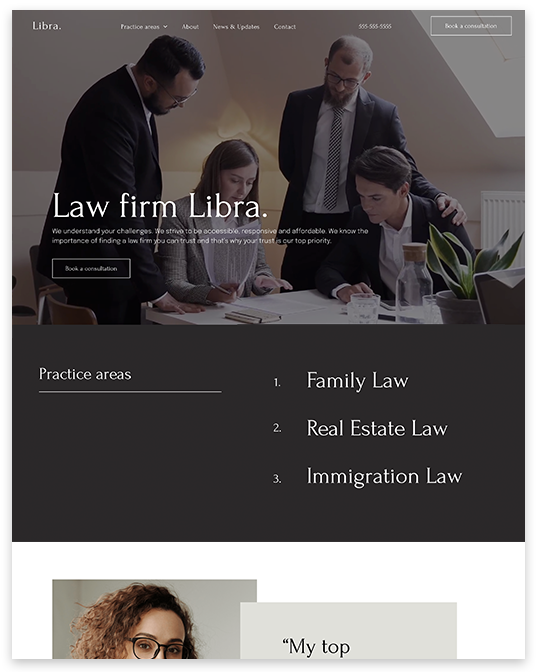 Libra.
Practice areas
About
News & Updates
Contact
555-555-5555
Book a consultation
Law firm Libra.
We understand your challenges. We strive to be accessible, responsive and affordable. We know the
importance of finding a law firm you can trust and that's why your trust is our top priority.
Book a consultation
Practice areas
1. Family Law
2. Real Estate Law
3. Immigration Law
“My top